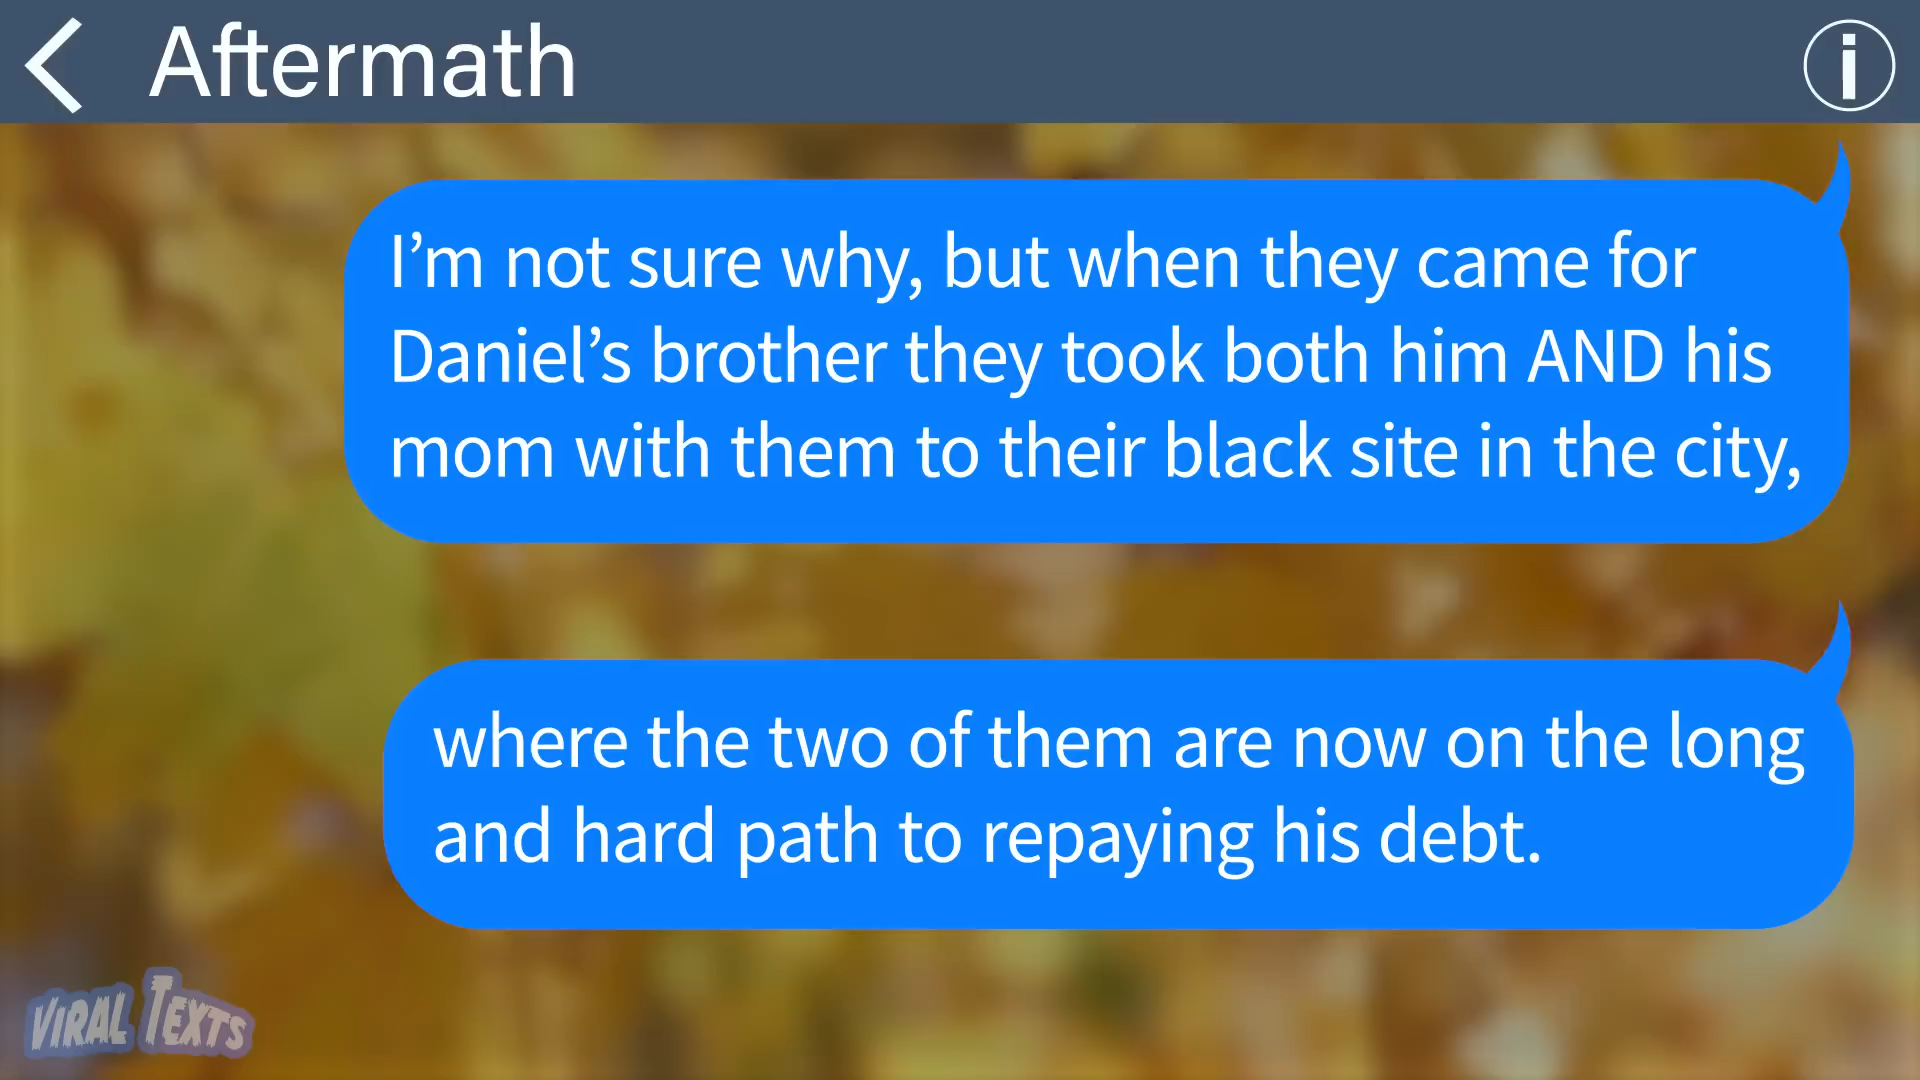 Aftermath
I’m not sure why, but when they came for
Daniel’s brother they took both him AND his
mom with them to their black site in the city,
where the two of them are now on the long
and hard path to repaying his debt.
VIRAL TEXTS